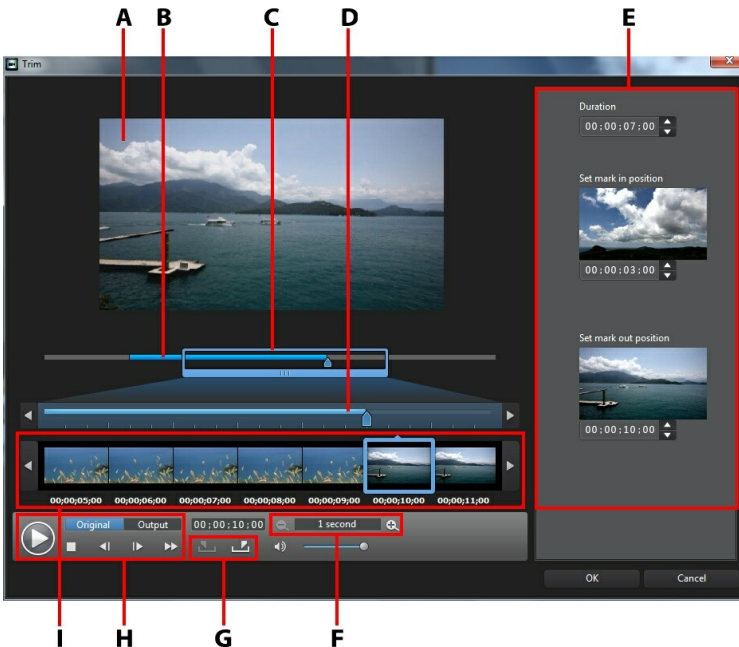 A B C D E
Trim
Duration
00;00;07;00
Set mark in position
00;00;03;00
Set mark out position
00;00;10;00
00;00;05;00 00;00;06;00 00;00;07;00 00;00;08;00 00;00;09;00 00;00;10;00 00;00;11;00
Original Output 00;00;10;00 1 second
OK Cancel
I H G F